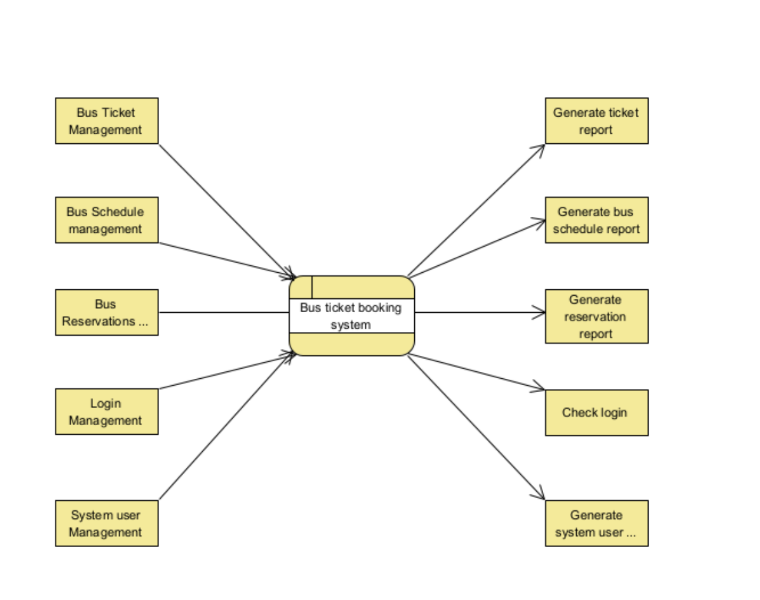 Bus Ticket
Management
Generate ticket
report
Bus Schedule
management
Generate bus
schedule report
Bus
Reservations ...
Bus ticket booking
system
Generate
reservation
report
Login
Management
Check login
System user
Management
Generate
system user ...